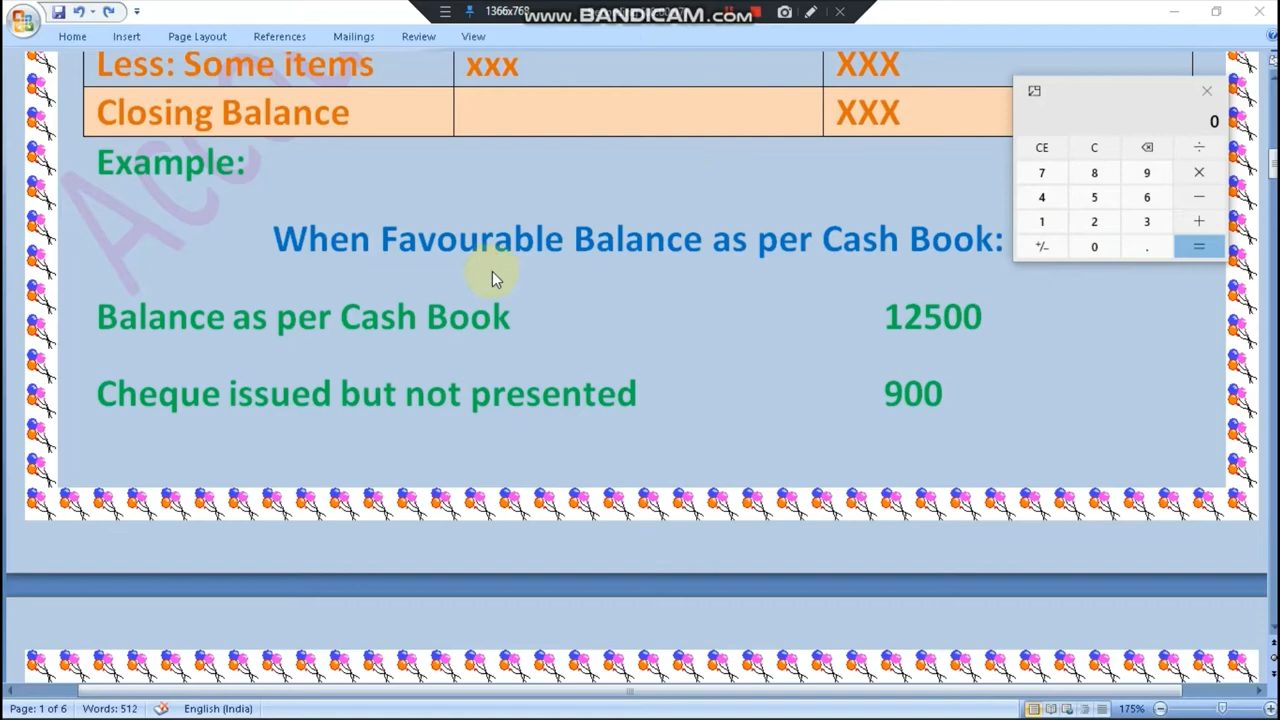 1366x768
www.BANDICAM.com
Home Insert Page Layout References Mailings Review View
Less: Some items xxx XXX
Closing Balance XXX
Example:
When Favourable Balance as per Cash Book:
Balance as per Cash Book 12500
Cheque issued but not presented 900
0
CE C ÷
7 8 9 ×
4 5 6 −
1 2 3 +
+/- 0 . =
Page: 1 of 6 Words: 512 English (India) 175%